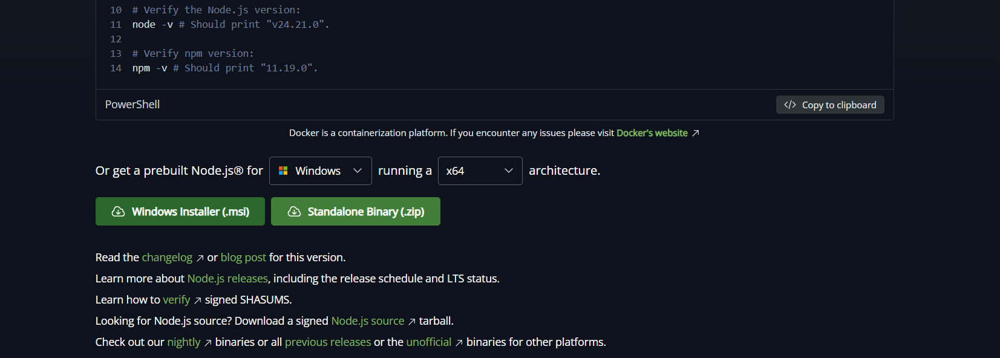 10 # Verify the Node.js version:
11 node -v # Should print "v24.21.0".
12
13 # Verify npm version:
14 npm -v # Should print "11.19.0".
PowerShell </> Copy to clipboard
Docker is a containerization platform. If you encounter any issues please visit Docker's website ↗
Or get a prebuilt Node.js® for Windows running a x64 architecture.
Windows Installer (.msi) Standalone Binary (.zip)
Read the changelog ↗ or blog post for this version.
Learn more about Node.js releases, including the release schedule and LTS status.
Learn how to verify ↗ signed SHASUMS.
Looking for Node.js source? Download a signed Node.js source ↗ tarball.
Check out our nightly ↗ binaries or all previous releases or the unofficial ↗ binaries for other platforms.